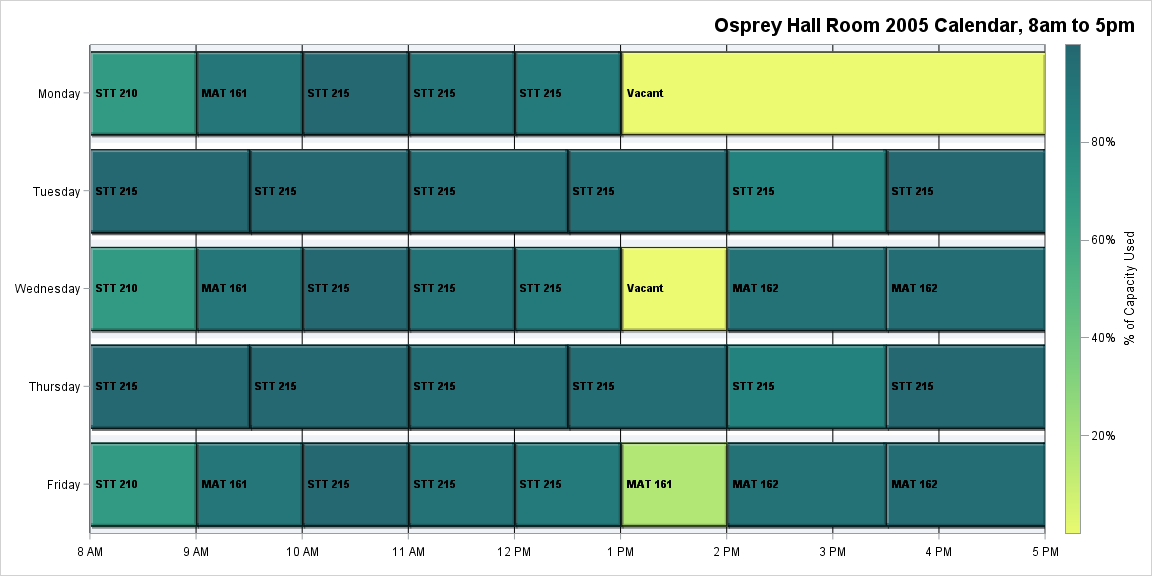 Osprey Hall Room 2005 Calendar, 8am to 5pm
Monday
STT 210 MAT 161 STT 215 STT 215 STT 215 Vacant
Tuesday
STT 215 STT 215 STT 215 STT 215 STT 215 STT 215
Wednesday
STT 210 MAT 161 STT 215 STT 215 STT 215 Vacant MAT 162 MAT 162
Thursday
STT 215 STT 215 STT 215 STT 215 STT 215 STT 215
Friday
STT 210 MAT 161 STT 215 STT 215 STT 215 MAT 161 MAT 162 MAT 162
8 AM 9 AM 10 AM 11 AM 12 PM 1 PM 2 PM 3 PM 4 PM 5 PM
80%
60%
40%
20%
% of Capacity Used